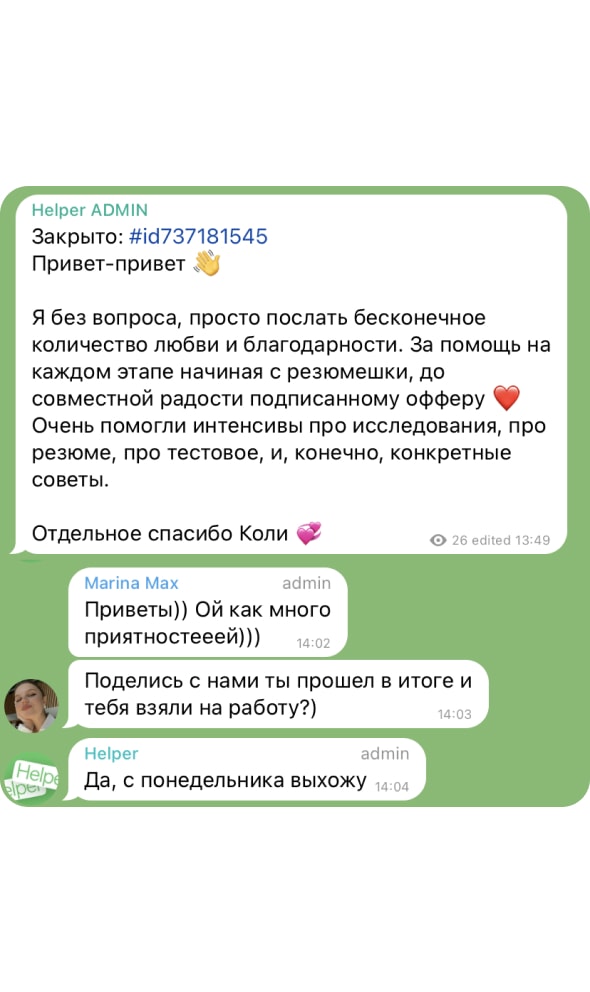 Helper ADMIN
Закрыто: #id737181545
Привет-привет 👋
Я без вопроса, просто послать бесконечное
количество любви и благодарности. За помощь на
каждом этапе начиная с резюмешки, до
совместной радости подписанному офферу ❤️
Очень помогли интенсивы про исследования, про
резюме, про тестовое, и, конечно, конкретные
советы.
Отдельное спасибо Коли 💞
26 edited 13:49
Marina Max admin
Приветы)) Ой как много
приятностееей))) 14:02
Поделись с нами ты прошел в итоге и
тебя взяли на работу?) 14:03
Helper admin
Да, с понедельника выхожу 14:04
Helpe
elper